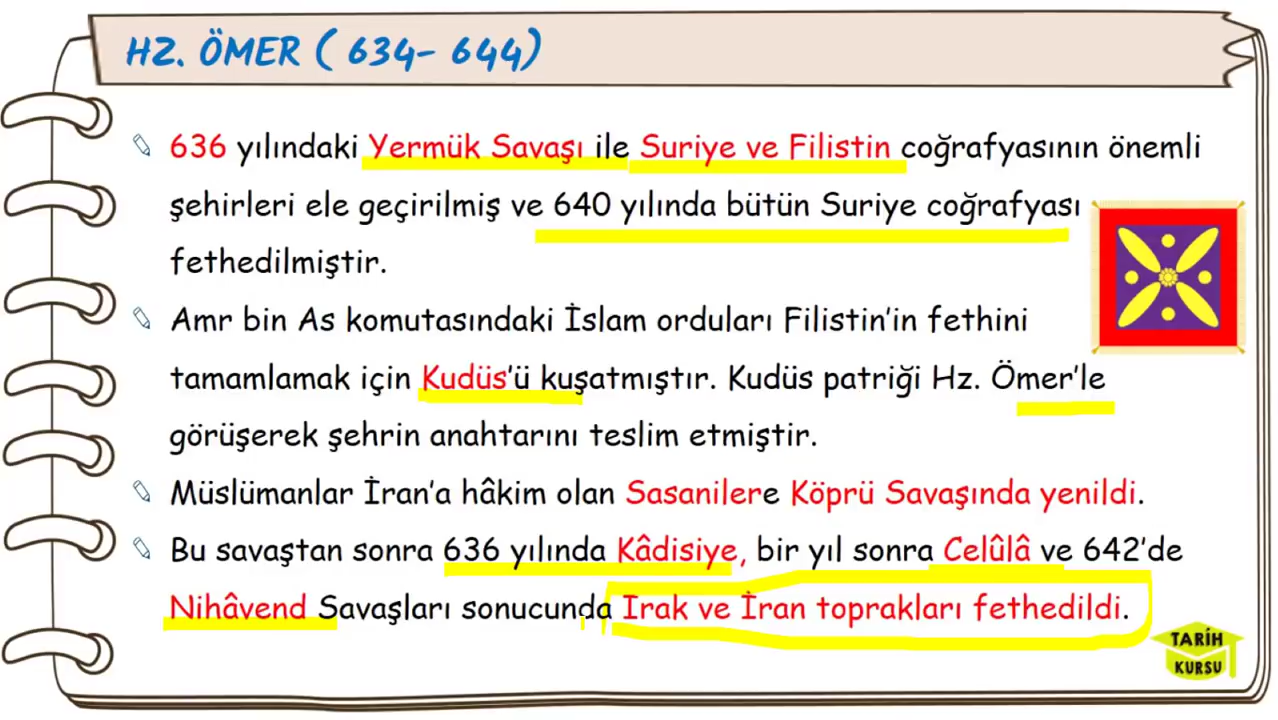 HZ. ÖMER ( 634- 644)
636 yılındaki Yermük Savaşı ile Suriye ve Filistin coğrafyasının önemli
şehirleri ele geçirilmiş ve 640 yılında bütün Suriye coğrafyası
fethedilmiştir.
Amr bin As komutasındaki İslam orduları Filistin’in fethini
tamamlamak için Kudüs’ü kuşatmıştır. Kudüs patriği Hz. Ömer’le
görüşerek şehrin anahtarını teslim etmiştir.
Müslümanlar İran’a hâkim olan Sasanilere Köprü Savaşında yenildi.
Bu savaştan sonra 636 yılında Kâdisiye, bir yıl sonra Celûlâ ve 642’de
Nihâvend Savaşları sonucunda Irak ve İran toprakları fethedildi.
TARİH
KURSU